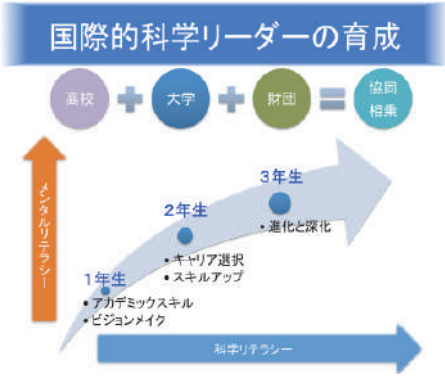 国際的科学リーダーの育成
高校
大学
財団
協同
相乗
メンタルリテラシー
3年生
• 進化と深化
2年生
• キャリア選択
• スキルアップ
1年生
• アカデミックスキル
• ビジョンメイク
科学リテラシー